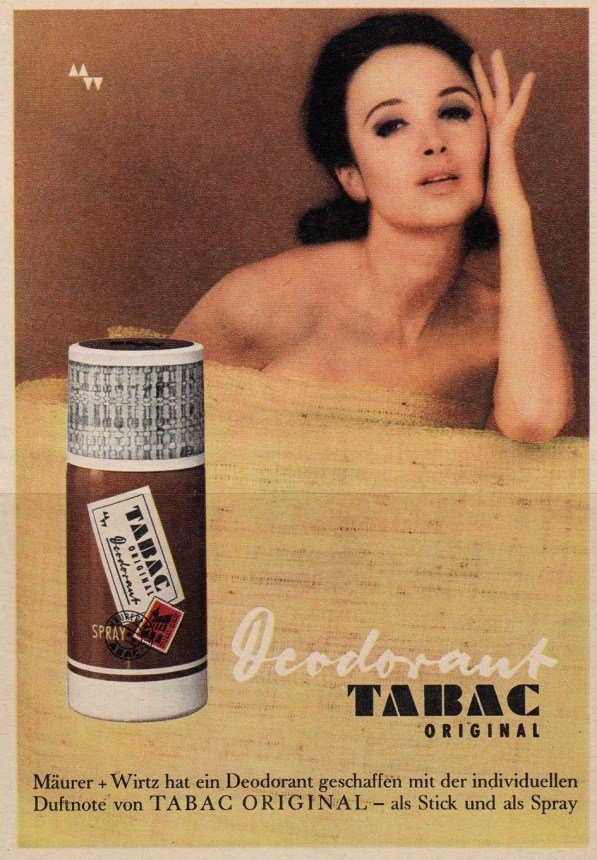 TABAC
ORIGINAL
Deodorant
SPRAY
Deodorant
TABAC
ORIGINAL
Mäurer + Wirtz hat ein Deodorant geschaffen mit der individuellen
Duftnote von TABAC ORIGINAL – als Stick und als Spray